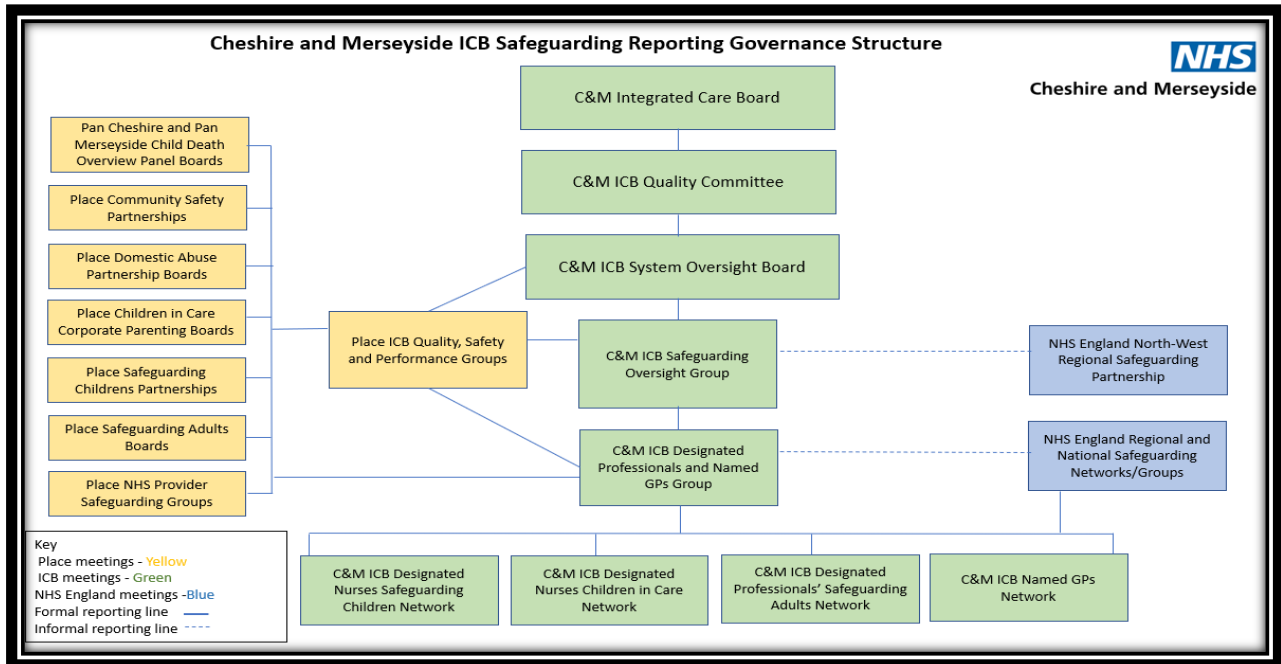 Cheshire and Merseyside ICB Safeguarding Reporting Governance Structure
NHS
Cheshire and Merseyside
C&M Integrated Care Board
C&M ICB Quality Committee
C&M ICB System Oversight Board
Pan Cheshire and Pan
Merseyside Child Death
Overview Panel Boards
Place Community Safety
Partnerships
Place Domestic Abuse
Partnership Boards
Place Children in Care
Corporate Parenting Boards
Place Safeguarding
Childrens Partnerships
Place Safeguarding Adults
Boards
Place NHS Provider
Safeguarding Groups
Place ICB Quality, Safety
and Performance Groups
C&M ICB Safeguarding
Oversight Group
NHS England North-West
Regional Safeguarding
Partnership
C&M ICB Designated
Professionals and Named
GPs Group
NHS England Regional and
National Safeguarding
Networks/Groups
Key
Place meetings - Yellow
ICB meetings - Green
NHS England meetings -Blue
Formal reporting line
Informal reporting line
C&M ICB Designated
Nurses Safeguarding
Children Network
C&M ICB Designated
Nurses Children in Care
Network
C&M ICB Designated
Professionals’ Safeguarding
Adults Network
C&M ICB Named GPs
Network